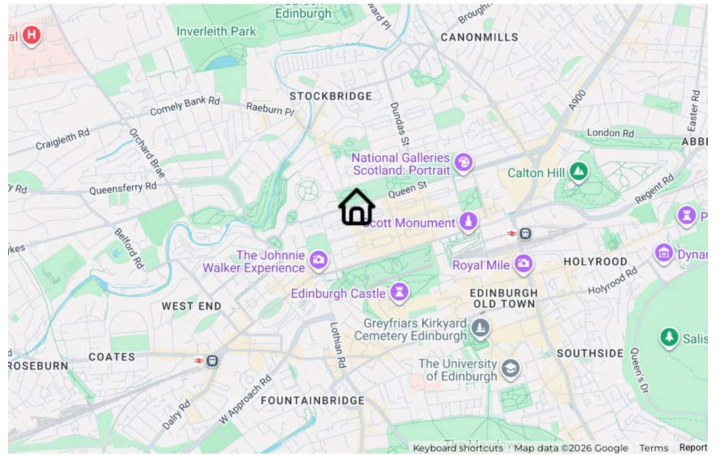 Edinburgh
Inverleith Park
H
CANONMILLS
STOCKBRIDGE
Comely Bank Rd
Raeburn Pl
Dundas St
A900
Easter Rd
Craigleith Rd
Orchard Brae
London Rd
National Galleries
Scotland: Portrait
Calton Hill
Queensferry Rd
Queen St
Regent Rd
Belford Rd
Scott Monument
The Johnnie
Walker Experience
Royal Mile
HOLYROOD
Holyrood Rd
Edinburgh Castle
EDINBURGH
OLD TOWN
WEST END
Greyfriars Kirkyard
Cemetery Edinburgh
Lothian Rd
COATES
SOUTHSIDE
Queen's Dr
The University
of Edinburgh
W Approach Rd
Dalry Rd
FOUNTAINBRIDGE
Keyboard shortcuts
Map data ©2026 Google
Terms
Report